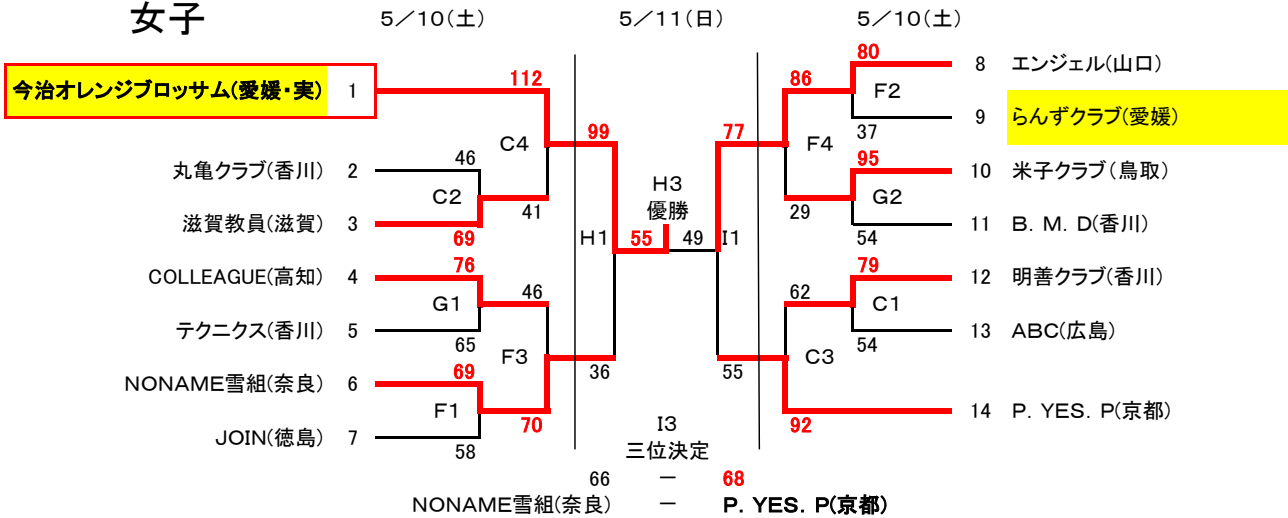 女子 5／10(土) 5／11(日) 5／10(土)
今治オレンジブロッサム(愛媛・実) 1
丸亀クラブ(香川) 2
滋賀教員(滋賀) 3
COLLEAGUE(高知) 4
テクニクス(香川) 5
NONAME雪組(奈良) 6
JOIN(徳島) 7
112
C4
46
C2
41
69
76
G1
46
65
F3
69
F1
70
58
99
H1
36
H3
優勝
55 49
77
I1
55
86
F4
29
62
C3
92
80
F2
37
95
G2
54
79
C1
54
8 エンジェル(山口)
9 らんずクラブ(愛媛)
10 米子クラブ(鳥取)
11 B．M．D(香川)
12 明善クラブ(香川)
13 ABC(広島)
14 P．YES．P(京都)
I3
三位決定
66 － 68
NONAME雪組(奈良) － P．YES．P(京都)